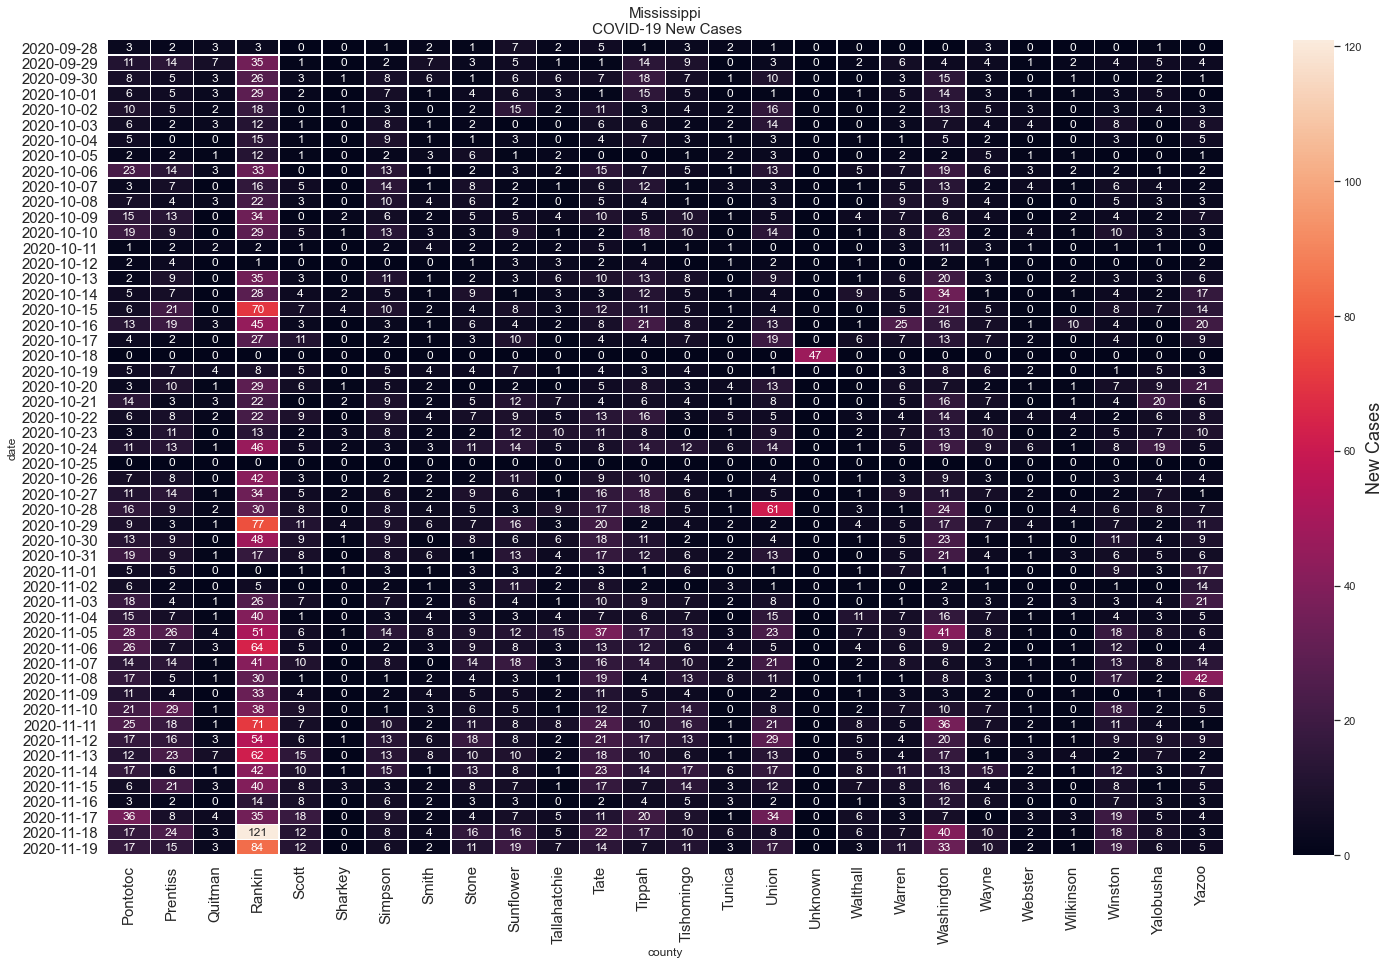 Mississippi
COVID-19 New Cases
2020-09-28 3 2 3 3 0 0 1 2 1 7 2 5 1 3 2 1 0 0 0 0 3 0 0 0 1 0
2020-09-29 11 14 7 35 1 0 2 7 3 5 1 1 14 9 0 3 0 2 6 4 4 1 2 4 5 4
2020-09-30 8 5 3 26 3 1 8 6 1 6 6 7 18 7 1 10 0 0 3 15 3 0 1 0 2 1
2020-10-01 6 5 3 29 2 0 7 1 4 6 3 1 15 5 0 1 0 1 5 14 3 1 1 3 5 0
2020-10-02 10 5 2 18 0 1 3 0 2 15 2 11 3 4 2 16 0 0 2 13 5 3 0 3 4 3
2020-10-03 6 2 3 12 1 0 8 1 2 0 0 6 6 2 2 14 0 0 3 7 4 4 0 8 0 8
2020-10-04 5 0 0 15 1 0 9 1 1 3 0 4 7 3 1 3 0 1 1 5 2 0 0 3 0 5
2020-10-05 2 2 1 12 1 0 2 3 6 1 2 0 0 1 2 3 0 0 2 2 5 1 1 0 0 1
2020-10-06 23 14 3 33 0 0 13 1 2 3 2 15 7 5 1 13 0 5 7 19 6 3 2 2 1 2
2020-10-07 3 7 0 16 5 0 14 1 8 2 1 6 12 1 3 3 0 1 5 13 2 4 1 6 4 2
2020-10-08 7 4 3 22 3 0 10 4 6 2 0 5 4 1 0 3 0 0 9 9 4 0 0 5 3 3
2020-10-09 15 13 0 34 0 2 6 2 5 5 4 10 5 10 1 5 0 4 7 6 4 0 2 4 2 7
2020-10-10 19 9 0 29 5 1 13 3 3 9 1 2 18 10 0 14 0 1 8 23 2 4 1 10 3 3
2020-10-11 1 2 2 2 1 0 2 4 2 2 2 5 1 1 1 0 0 0 3 11 3 1 0 1 1 0
2020-10-12 2 4 0 1 0 0 0 0 1 3 3 2 4 0 1 2 0 1 0 2 1 0 0 0 0 2
2020-10-13 2 9 0 35 3 0 11 1 2 3 6 10 13 8 0 9 0 1 6 20 3 0 2 3 3 6
2020-10-14 5 7 0 28 4 2 5 1 9 1 3 3 12 5 1 4 0 9 5 34 1 0 1 4 2 17
2020-10-15 6 21 0 70 7 4 10 2 4 8 3 12 11 5 1 4 0 0 5 21 5 0 0 8 7 14
2020-10-16 13 19 3 45 3 0 3 1 6 4 2 8 21 8 2 13 0 1 25 16 7 1 10 4 0 20
2020-10-17 4 2 0 27 11 0 2 1 3 10 0 4 4 7 0 19 0 6 7 13 7 2 0 4 0 9
2020-10-18 0 0 0 0 0 0 0 0 0 0 0 0 0 0 0 0 47 0 0 0 0 0 0 0 0 0
2020-10-19 5 7 4 8 5 0 5 4 4 7 1 4 3 4 0 1 0 0 3 8 6 2 0 1 5 3
2020-10-20 3 10 1 29 6 1 5 2 0 2 0 5 8 3 4 13 0 0 6 7 2 1 1 7 9 21
2020-10-21 14 3 3 22 0 2 9 2 5 12 7 4 6 4 1 8 0 0 5 16 7 0 1 4 20 6
2020-10-22 6 8 2 22 9 0 9 4 7 9 5 13 16 3 5 5 0 3 4 14 4 4 4 2 6 8
2020-10-23 3 11 0 13 2 3 8 2 2 12 10 11 8 0 1 9 0 2 7 13 10 0 2 5 7 10
2020-10-24 11 13 1 46 5 2 3 3 11 14 5 8 14 12 6 14 0 1 5 19 9 6 1 8 19 5
2020-10-25 0 0 0 0 0 0 0 0 0 0 0 0 0 0 0 0 0 0 0 0 0 0 0 0 0 0
2020-10-26 7 8 0 42 3 0 2 2 2 11 0 9 10 4 0 4 0 1 3 9 3 0 0 3 4 4
2020-10-27 11 14 1 34 5 2 6 2 9 6 1 16 18 6 1 5 0 1 9 11 7 2 0 2 7 1
2020-10-28 16 9 2 30 8 0 8 4 5 3 9 17 18 5 1 61 0 3 1 24 0 0 4 6 8 7
2020-10-29 9 3 1 77 11 4 9 6 7 16 3 20 2 4 2 2 0 4 5 17 7 4 1 7 2 11
2020-10-30 13 9 0 48 9 1 9 0 8 6 6 18 11 2 0 4 0 1 5 23 1 1 0 11 4 9
2020-10-31 19 9 1 17 8 0 8 6 1 13 4 17 12 6 2 13 0 0 5 21 4 1 3 6 5 6
2020-11-01 5 5 0 0 1 1 3 1 3 3 2 3 1 6 0 1 0 1 7 1 1 0 0 9 3 17
2020-11-02 6 2 0 5 0 0 2 1 3 11 2 8 2 0 3 1 0 1 0 2 1 0 0 1 0 14
2020-11-03 18 4 1 26 7 0 7 2 6 4 1 10 9 7 2 8 0 0 1 3 3 2 3 3 4 21
2020-11-04 15 7 1 40 1 0 3 4 3 3 4 7 6 7 0 15 0 11 7 16 7 1 1 4 3 5
2020-11-05 28 26 4 51 6 1 14 8 9 12 15 37 17 13 3 23 0 7 9 41 8 1 0 18 8 6
2020-11-06 26 7 3 64 5 0 2 3 9 8 3 13 12 6 4 5 0 4 6 9 2 0 1 12 0 4
2020-11-07 14 14 1 41 10 0 8 0 14 18 3 16 14 10 2 21 0 2 8 6 3 1 1 13 8 14
2020-11-08 17 5 1 30 1 0 1 2 4 3 1 19 4 13 8 11 0 1 1 8 3 1 0 17 2 42
2020-11-09 11 4 0 33 4 0 2 4 5 5 2 11 5 4 0 2 0 1 3 3 2 0 1 0 1 6
2020-11-10 21 29 1 38 9 0 1 3 6 5 1 12 7 14 0 8 0 2 7 10 7 1 0 18 2 5
2020-11-11 25 18 1 71 7 0 10 2 11 8 8 24 10 16 1 21 0 8 5 36 7 2 1 11 4 1
2020-11-12 17 16 3 54 6 1 13 6 18 8 2 21 17 13 1 29 0 5 4 20 6 1 1 9 9 9
2020-11-13 12 23 7 62 15 0 13 8 10 10 2 18 10 6 1 13 0 5 4 17 1 3 4 2 7 2
2020-11-14 17 6 1 42 10 1 15 1 13 8 1 23 14 17 6 17 0 8 11 13 15 2 1 12 3 7
2020-11-15 6 21 3 40 8 3 3 2 8 7 1 17 7 14 3 12 0 7 8 16 4 3 0 8 1 5
2020-11-16 3 2 0 14 8 0 6 2 3 3 0 2 4 5 3 2 0 1 3 12 6 0 0 7 3 3
2020-11-17 36 8 4 35 18 0 9 2 4 7 5 11 20 9 1 34 0 6 3 7 0 3 3 19 5 4
2020-11-18 17 24 3 121 12 0 8 4 16 16 5 22 17 10 6 8 0 6 7 40 10 2 1 18 8 3
2020-11-19 17 15 3 84 12 0 6 2 11 19 7 14 7 11 3 17 0 3 11 33 10 2 1 19 6 5
Pontotoc Prentiss Quitman Rankin Scott Sharkey Simpson Smith Stone Sunflower Tallahatchie Tate Tippah Tishomingo Tunica Union Unknown Walthall Warren Washington Wayne Webster Wilkinson Winston Yalobusha Yazoo
county
date
120
100
80
60
40
20
0
New Cases